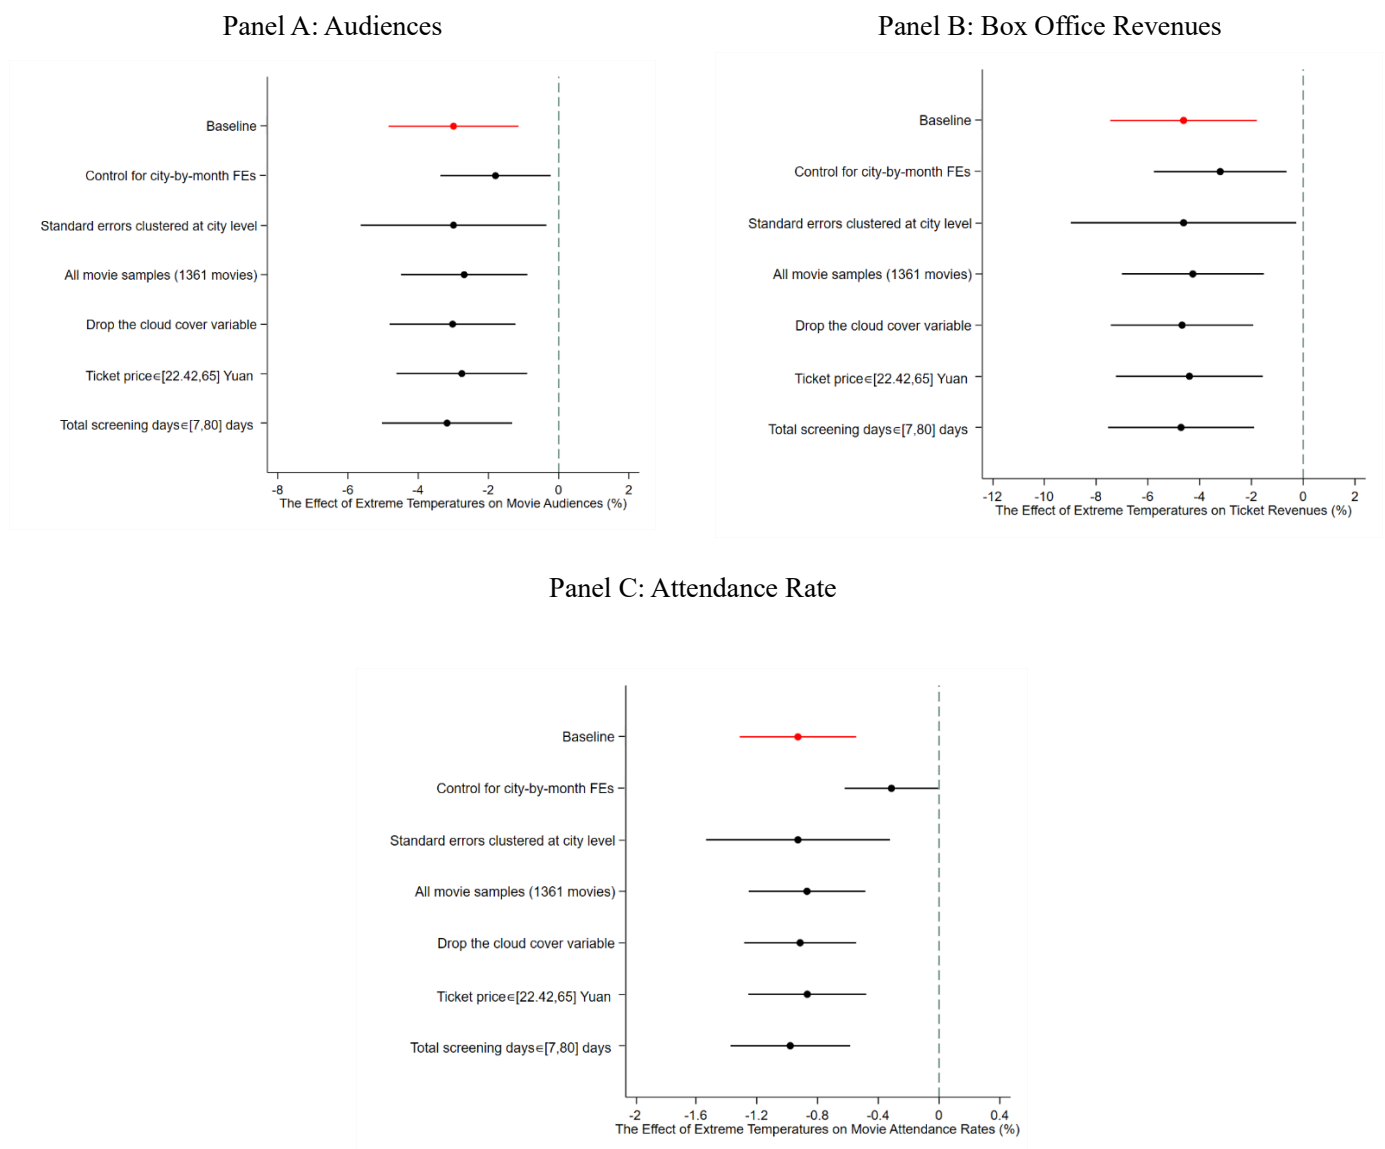 Panel A: Audiences
Baseline
Control for city-by-month FEs
Standard errors clustered at city level
All movie samples (1361 movies)
Drop the cloud cover variable
Ticket price∈[22.42,65] Yuan
Total screening days∈[7,80] days
-8 -6 -4 -2 0 2
The Effect of Extreme Temperatures on Movie Audiences (%)
Panel B: Box Office Revenues
Baseline
Control for city-by-month FEs
Standard errors clustered at city level
All movie samples (1361 movies)
Drop the cloud cover variable
Ticket price∈[22.42,65] Yuan
Total screening days∈[7,80] days
-12 -10 -8 -6 -4 -2 0 2
The Effect of Extreme Temperatures on Ticket Revenues (%)
Panel C: Attendance Rate
Baseline
Control for city-by-month FEs
Standard errors clustered at city level
All movie samples (1361 movies)
Drop the cloud cover variable
Ticket price∈[22.42,65] Yuan
Total screening days∈[7,80] days
-2 -1.6 -1.2 -0.8 -0.4 0 0.4
The Effect of Extreme Temperatures on Movie Attendance Rates (%)